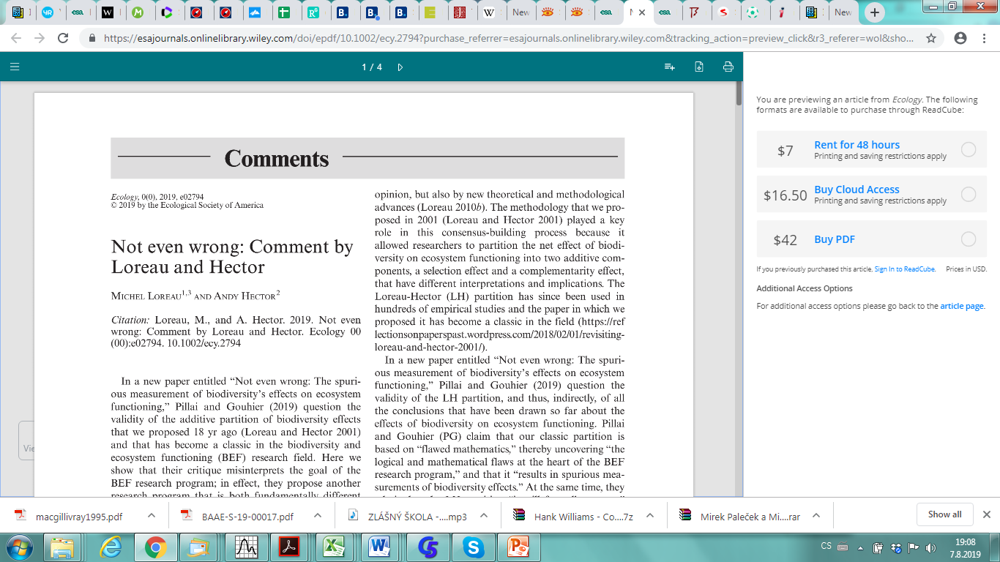 New
New
https://esajournals.onlinelibrary.wiley.com/doi/epdf/10.1002/ecy.2794?purchase_referrer=esajournals.onlinelibrary.wiley.com&tracking_action=preview_click&r3_referer=wol&sho...
1 / 4
Comments
Ecology, 0(0), 2019, e02794
© 2019 by the Ecological Society of America
Not even wrong: Comment by
Loreau and Hector
MICHEL LOREAU1,3 AND ANDY HECTOR2
Citation: Loreau, M., and A. Hector. 2019. Not even
wrong: Comment by Loreau and Hector. Ecology 00
(00):e02794. 10.1002/ecy.2794
In a new paper entitled “Not even wrong: The spuri-
ous measurement of biodiversity’s effects on ecosystem
functioning,” Pillai and Gouhier (2019) question the
validity of the additive partition of biodiversity effects
that we proposed 18 yr ago (Loreau and Hector 2001)
and that has become a classic in the biodiversity and
ecosystem functioning (BEF) research field. Here we
show that their critique misinterprets the goal of the
BEF research program; in effect, they propose another
research program that is both fundamentally different
opinion, but also by new theoretical and methodological
advances (Loreau 2010b). The methodology that we pro-
posed in 2001 (Loreau and Hector 2001) played a key
role in this consensus-building process because it
allowed researchers to partition the net effect of biodi-
versity on ecosystem functioning into two additive com-
ponents, a selection effect and a complementarity effect,
that have different interpretations and implications. The
Loreau-Hector (LH) partition has since been used in
hundreds of empirical studies and the paper in which we
proposed it has become a classic in the field (https://ref
lectionsonpaperspast.wordpress.com/2018/02/01/revisiting-
loreau-and-hector-2001/).
In a new paper entitled “Not even wrong: The spuri-
ous measurement of biodiversity’s effects on ecosystem
functioning,” Pillai and Gouhier (2019) question the
validity of the LH partition, and thus, indirectly, of all
the conclusions that have been drawn so far about the
effects of biodiversity on ecosystem functioning. Pillai
and Gouhier (PG) claim that our classic partition is
based on “flawed mathematics,” thereby uncovering “the
logical and mathematical flaws at the heart of the BEF
research program,” and that it “results in spurious mea-
surements of biodiversity effects.” At the same time, they
You are previewing an article from Ecology. The following
formats are available to purchase through ReadCube:
$7 Rent for 48 hours
Printing and saving restrictions apply
$16.50 Buy Cloud Access
Printing and saving restrictions apply
$42 Buy PDF
If you previously purchased this article, Sign In to ReadCube. Prices in USD.
Additional Access Options
For additional access options please go back to the article page.
macgillivray1995.pdf
BAAE-S-19-00017.pdf
ZLÁŠNÝ ŠKOLA -....mp3
Hank Williams - Co....7z
Mirek Paleček a Mi....rar
Show all
CS
19:08
7.8.2019